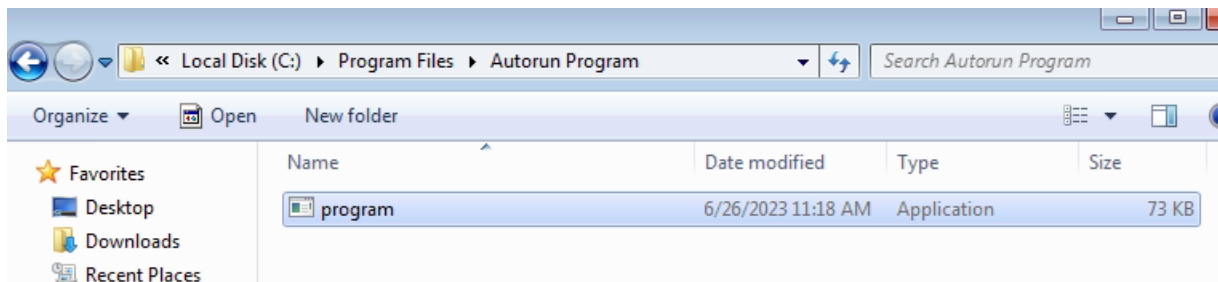 « Local Disk (C:) ▸ Program Files ▸ Autorun Program Search Autorun Program
Organize Open New folder
Name Date modified Type Size
Favorites
program 6/26/2023 11:18 AM Application 73 KB
Desktop
Downloads
Recent Places